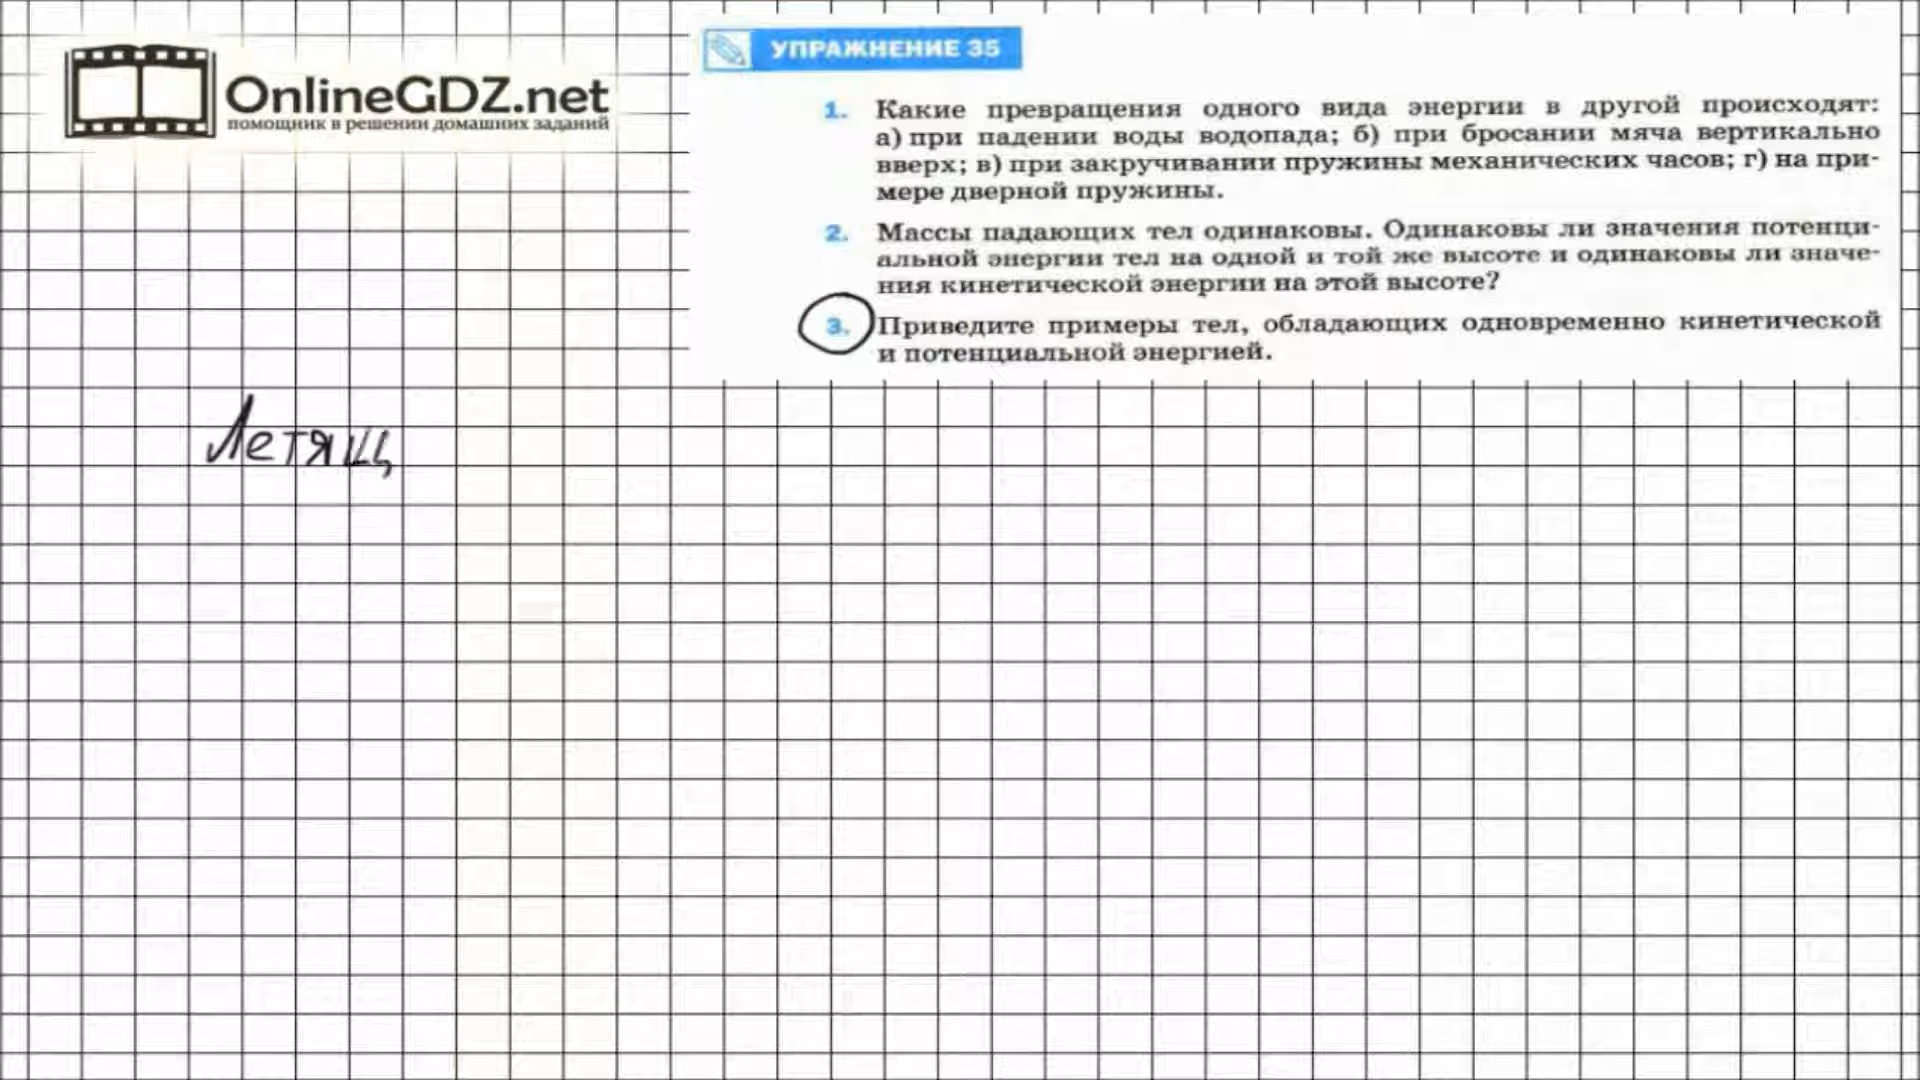 OnlineGDZ.net
помощник в решении домашних заданий
УПРАЖНЕНИЕ 35
1. Какие превращения одного вида энергии в другой происходят:
а) при падении воды водопада; б) при бросании мяча вертикально
вверх; в) при закручивании пружины механических часов; г) на при-
мере дверной пружины.
2. Массы падающих тел одинаковы. Одинаковы ли значения потенци-
альной энергии тел на одной и той же высоте и одинаковы ли значе-
ния кинетической энергии на этой высоте?
3. Приведите примеры тел, обладающих одновременно кинетической
и потенциальной энергией.
Летящ